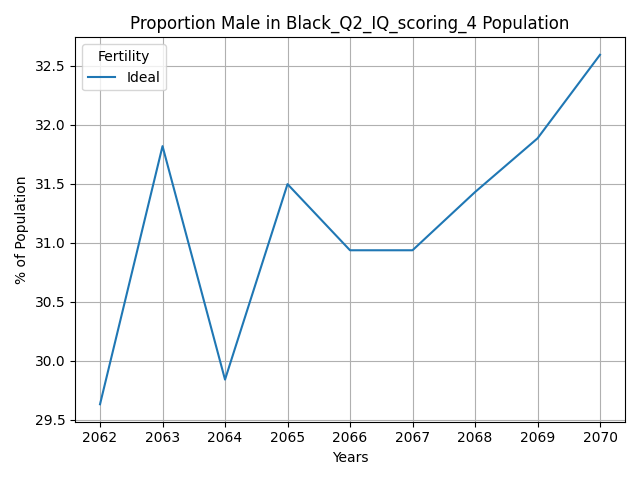 Proportion Male in Black_Q2_IQ_scoring_4 Population
Fertility
Ideal
% of Population
32.5
32.0
31.5
31.0
30.5
30.0
29.5
2062 2063 2064 2065 2066 2067 2068 2069 2070
Years